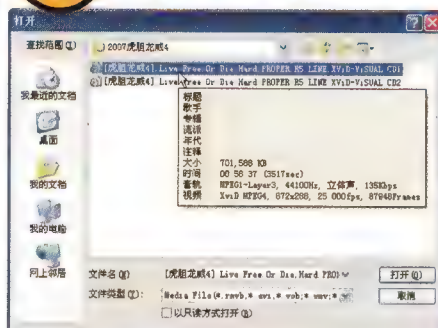 打开
查找范围(I): 2007虎胆龙威4
[虎胆龙威4] Live Free Or Die Hard PROPER R5 LINE XViD-ViSUAL CD1
[虎胆龙威4] Live Free Or Die Hard PROPER R5 LINE XViD-ViSUAL CD2
我最近的文档
桌面
我的文档
我的电脑
网上邻居
标题
歌手
专辑
流派
年代
注释
大小 701,588 KB
时间 00 58 37 (3517sec)
音轨 MPEG1-Layer3, 44100Hz, 立体声, 135Kbps
视频 XviD MPEG4, 672x288, 25 000fps, 87948Frames
文件名(N) [虎胆龙威4] Live Free Or Die.Hard PRO
打开(O)
文件类型(T): Media File(*.rmvb,*.avi,*.vob;*.wmv;*
取消
以只读方式打开(R)